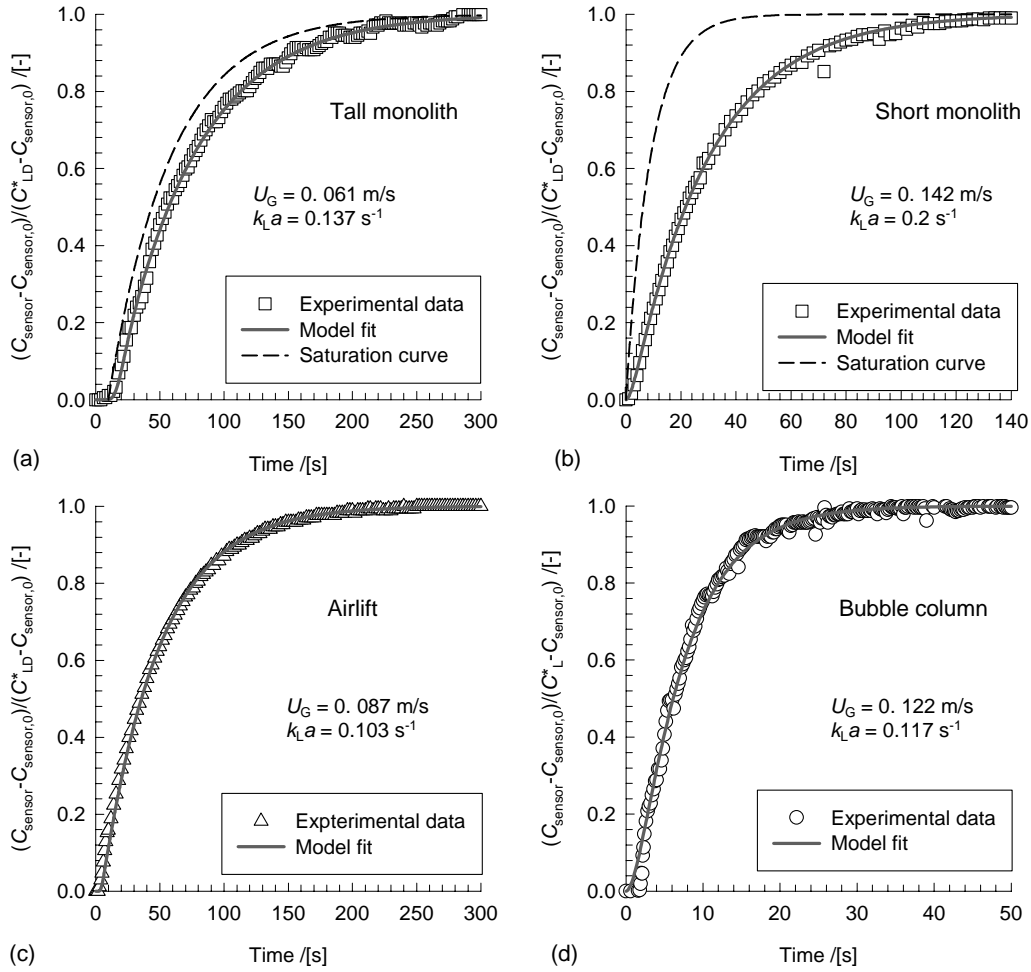 (C_sensor-C_sensor,0)/(C*_LD-C_sensor,0) /[-]
1.0
0.8
0.6
0.4
0.2
0.0
Tall monolith
U_G = 0. 061 m/s
k_L a = 0.137 s⁻¹
Experimental data
Model fit
Saturation curve
0 50 100 150 200 250 300
(a)
Time /[s]
(C_sensor-C_sensor,0)/(C*_LD-C_sensor,0) /[-]
1.0
0.8
0.6
0.4
0.2
0.0
Short monolith
U_G = 0. 142 m/s
k_L a = 0.2 s⁻¹
Experimental data
Model fit
Saturation curve
0 20 40 60 80 100 120 140
(b)
Time /[s]
(C_sensor-C_sensor,0)/(C*_LD-C_sensor,0) /[-]
1.0
0.8
0.6
0.4
0.2
0.0
Airlift
U_G = 0. 087 m/s
k_L a = 0.103 s⁻¹
Expterimental data
Model fit
0 50 100 150 200 250 300
(c)
Time /[s]
(C_sensor-C_sensor,0)/(C*_L-C_sensor,0) /[-]
1.0
0.8
0.6
0.4
0.2
0.0
Bubble column
U_G = 0. 122 m/s
k_L a = 0.117 s⁻¹
Experimental data
Model fit
0 10 20 30 40 50
(d)
Time /[s]